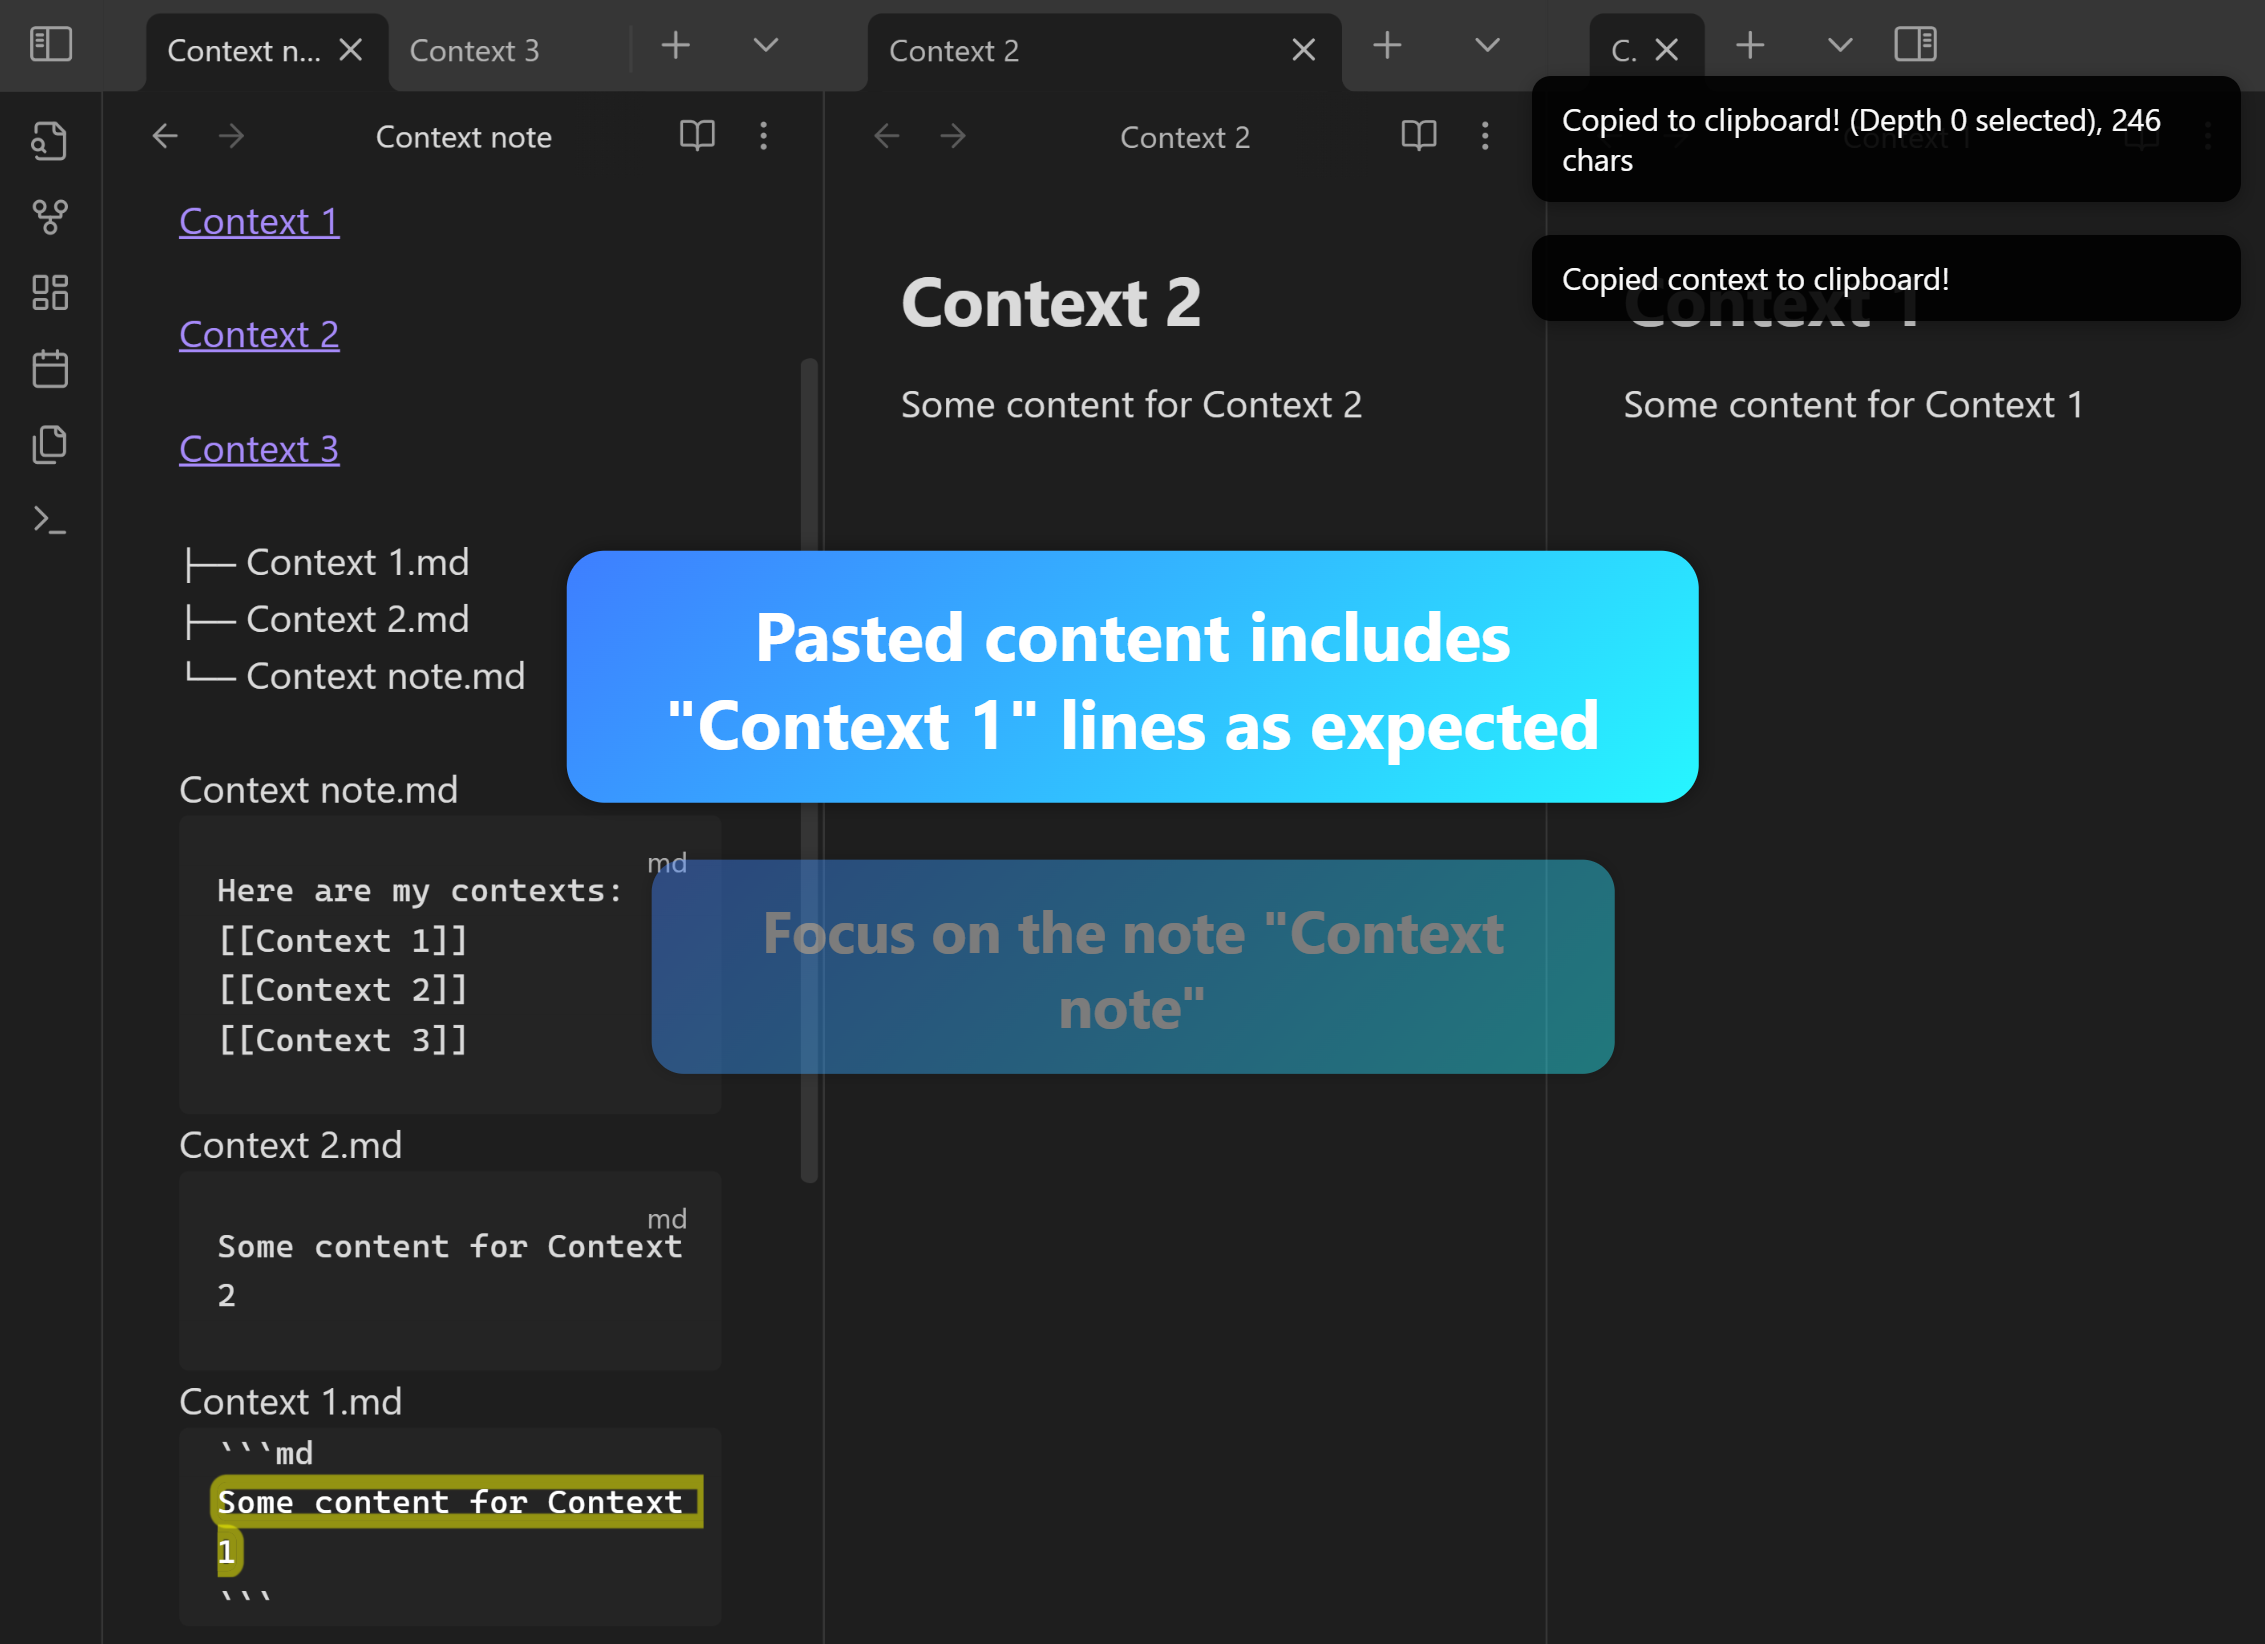 Context n...
Context 3
Context 2
C.
Context note
Context 2
Context 1
Copied to clipboard! (Depth 0 selected), 246
chars
Copied context to clipboard!
Context 1
Context 2
Context 3
├── Context 1.md
├── Context 2.md
└── Context note.md
Context note.md
md
Here are my contexts:
[[Context 1]]
[[Context 2]]
[[Context 3]]
Context 2.md
md
Some content for Context
2
Context 1.md
```md
Some content for Context
1
```
Context 2
Some content for Context 2
Context 1
Some content for Context 1
Pasted content includes
"Context 1" lines as expected
Focus on the note "Context
note"